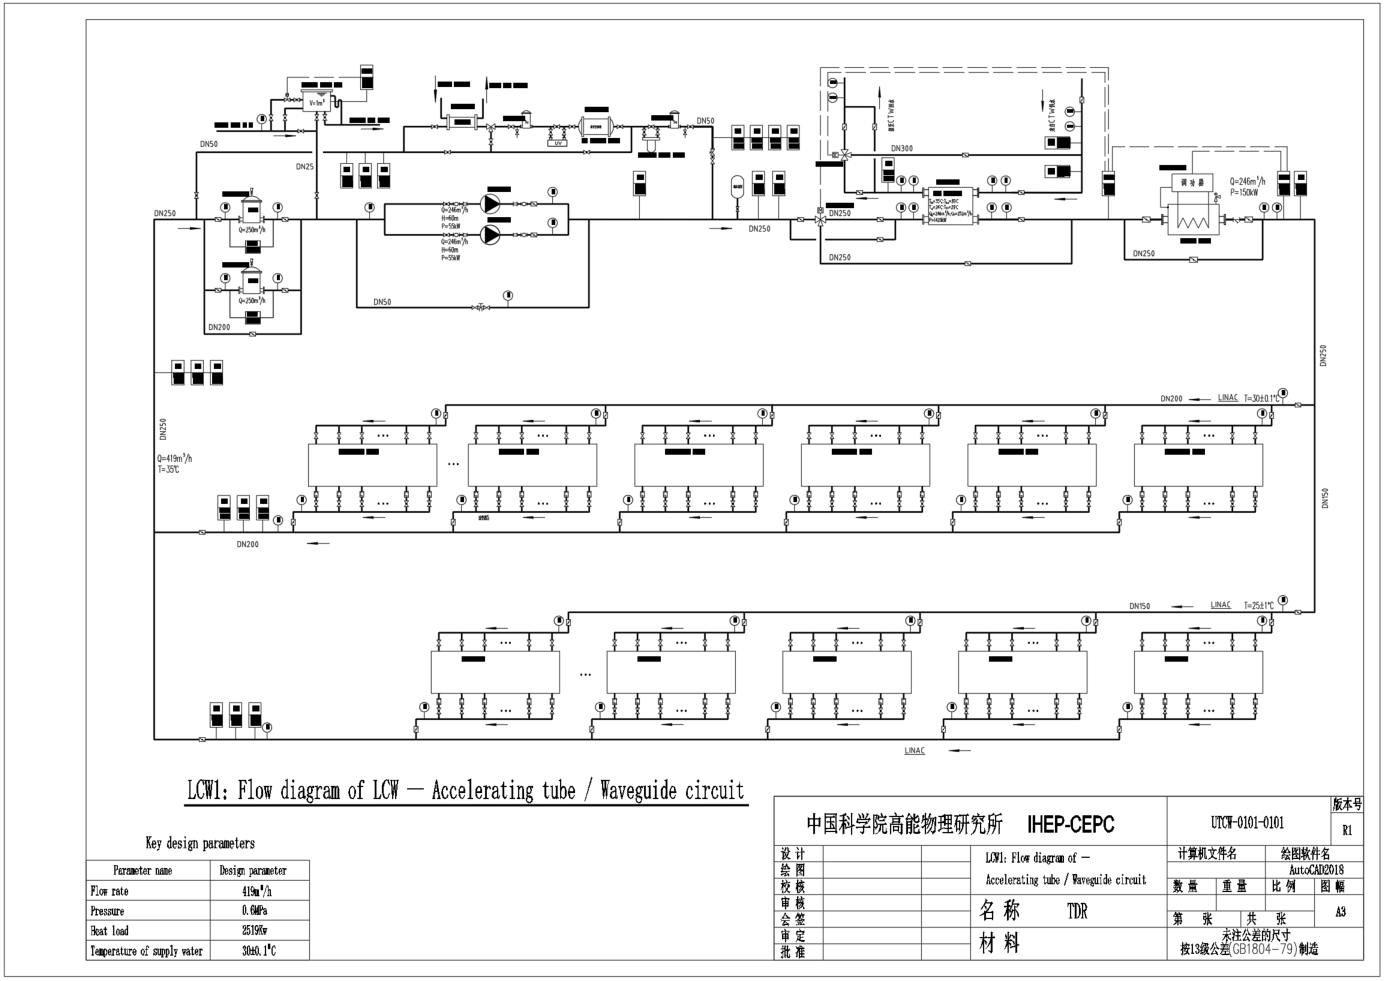 V=1m³
DN50
DN25
DN50
UV
DN300
调功器
Q=246m³/h
P=150kW
DN250
Q=250m³/h
Q=246m³/h
H=60m
P=55kW
Q=246m³/h
H=60m
P=55kW
DN250
DN250
DN250
DN250
Q=250m³/h
DN200
DN50
DN250
DN250
Q=419m³/h
T=35℃
DN200
LINAC
T=30±0.1℃
DN150
DN200
DN150
LINAC
T=25±1℃
LINAC
LCW1: Flow diagram of LCW — Accelerating tube / Waveguide circuit
Key design parameters
Parameter name
Design parameter
Flow rate
419m³/h
Pressure
0.6MPa
Heat load
2519Kw
Temperature of supply water
30±0.1℃
中国科学院高能物理研究所 IHEP-CEPC
UTCW-0101-0101
版本号
R1
设 计
绘 图
校 核
审 核
会 签
审 定
批 准
LCW1: Flow diagram of —
Accelerating tube / Waveguide circuit
名 称 TDR
材 料
计算机文件名
绘图软件名
AutoCAD2018
数 量
重 量
比 例
图 幅
A3
第 张
共 张
未注公差的尺寸
按13级公差(GB1804-79)制造